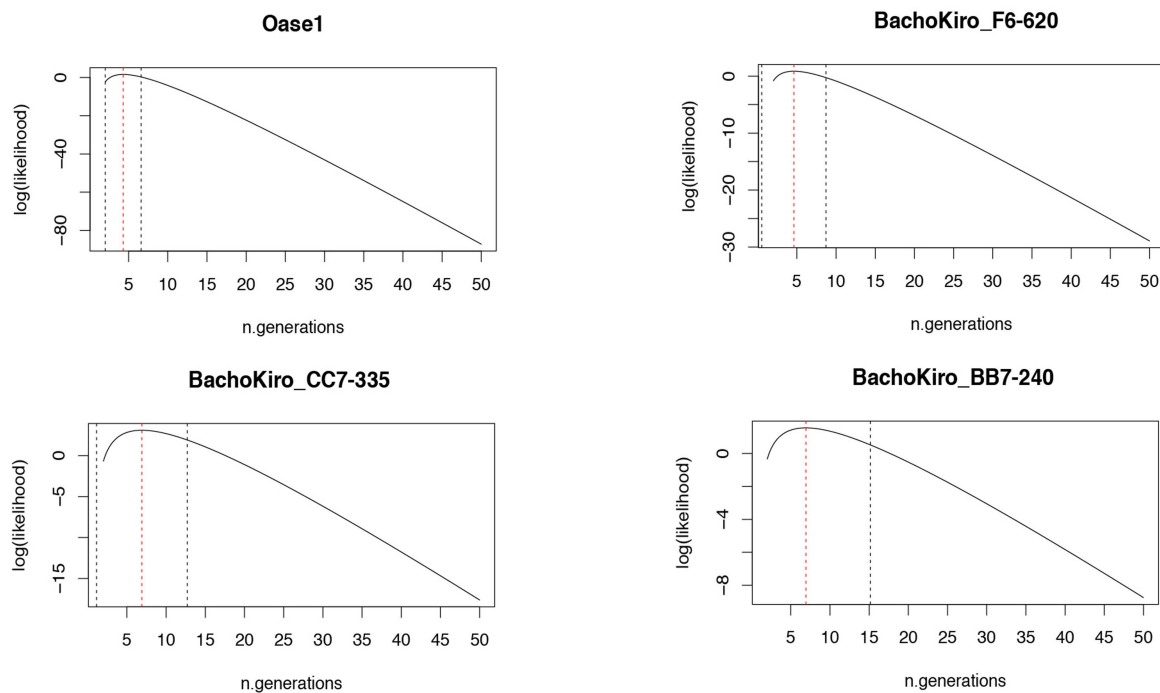 Oase1
log(likelihood)
0
−40
−80
5 10 15 20 25 30 35 40 45 50
n.generations
BachoKiro_F6-620
log(likelihood)
0
−10
−20
−30
5 10 15 20 25 30 35 40 45 50
n.generations
BachoKiro_CC7-335
log(likelihood)
0
−5
−15
5 10 15 20 25 30 35 40 45 50
n.generations
BachoKiro_BB7-240
log(likelihood)
0
−4
−8
5 10 15 20 25 30 35 40 45 50
n.generations